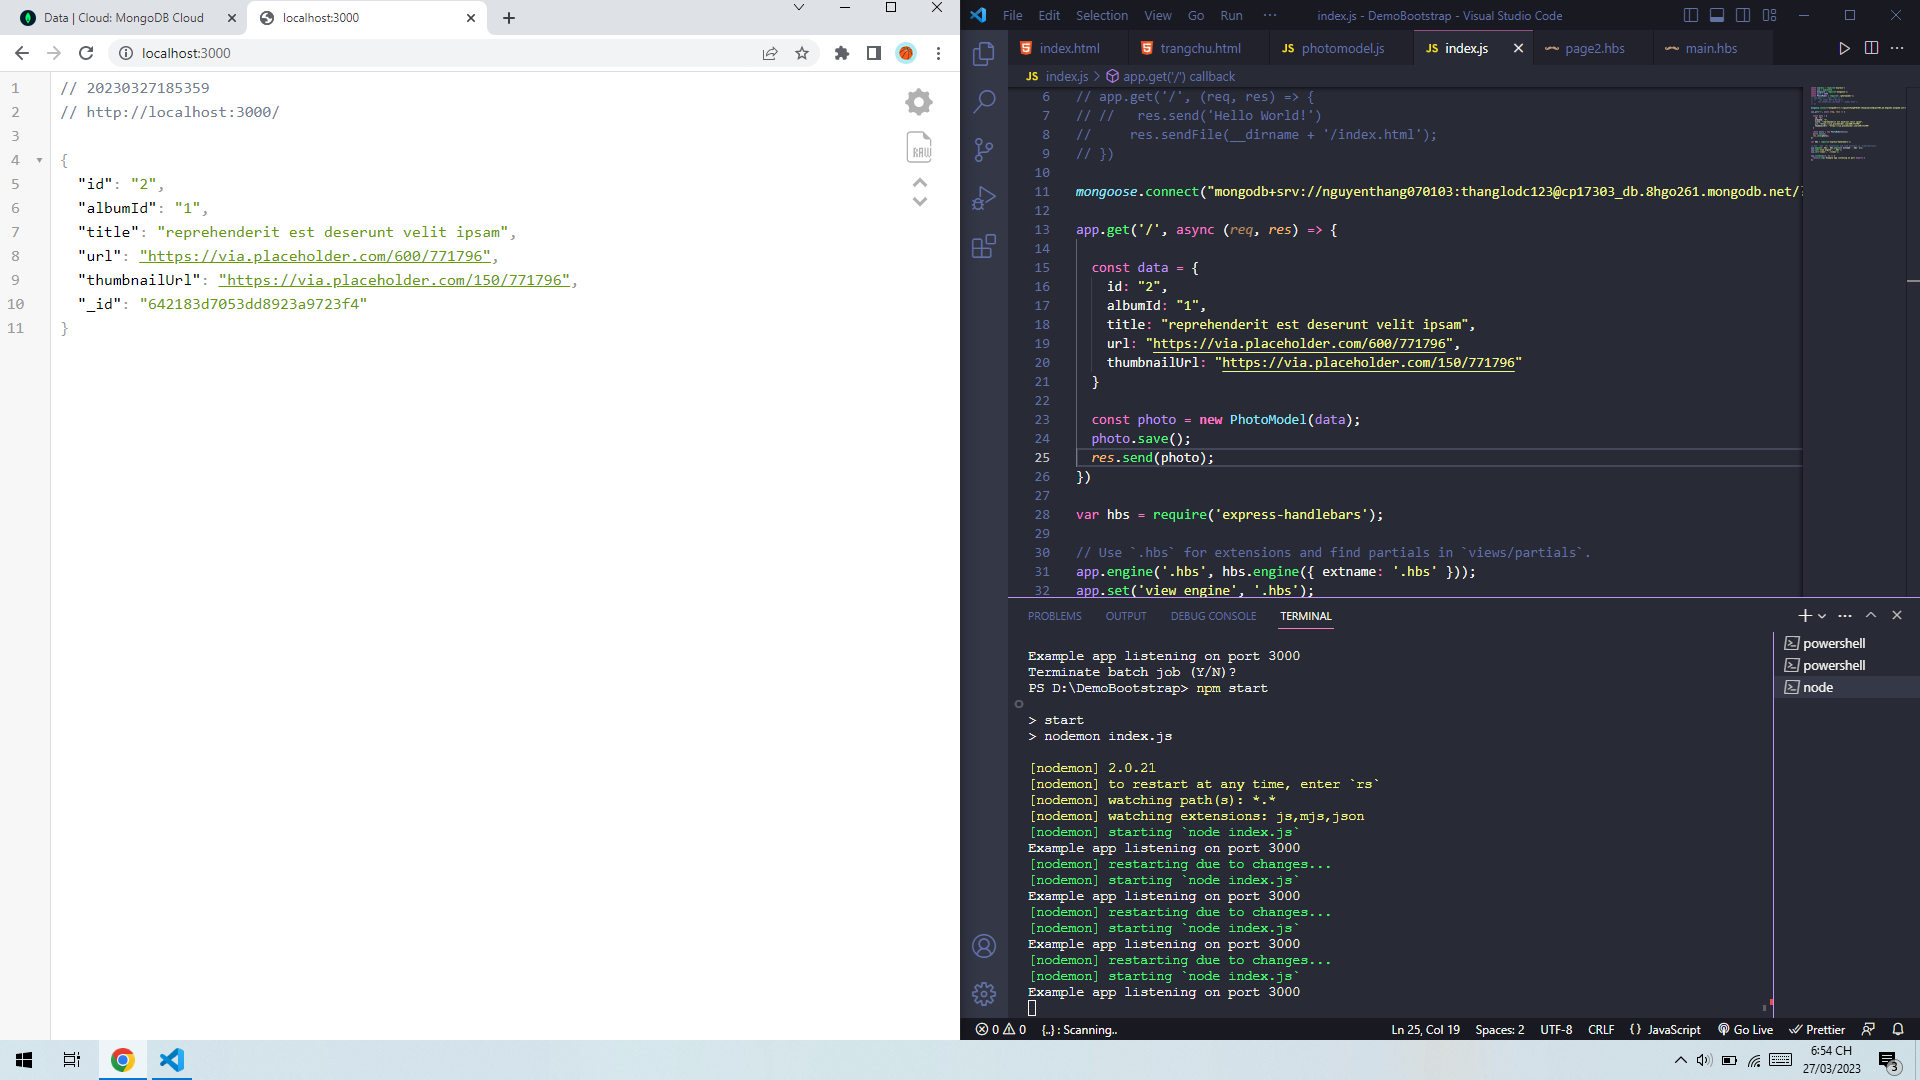 Data | Cloud: MongoDB Cloud
localhost:3000
localhost:3000
1 // 20230327185359
2 // http://localhost:3000/
3
4 {
5 "id": "2",
6 "albumId": "1",
7 "title": "reprehenderit est deserunt velit ipsam",
8 "url": "https://via.placeholder.com/600/771796",
9 "thumbnailUrl": "https://via.placeholder.com/150/771796",
10 "_id": "642183d7053dd8923a9723f4"
11 }
RAW
File Edit Selection View Go Run ··· index.js - DemoBootstrap - Visual Studio Code
index.html trangchu.html JS photomodel.js JS index.js page2.hbs main.hbs
JS index.js > app.get('/') callback
6 // app.get('/', (req, res) => {
7 // // res.send('Hello World!')
8 // res.sendFile(__dirname + '/index.html');
9 // })
10
11 mongoose.connect("mongodb+srv://nguyenthang070103:thanglodc123@cp17303_db.8hgo261.mongodb.net/?
12
13 app.get('/', async (req, res) => {
14
15 const data = {
16 id: "2",
17 albumId: "1",
18 title: "reprehenderit est deserunt velit ipsam",
19 url: "https://via.placeholder.com/600/771796",
20 thumbnailUrl: "https://via.placeholder.com/150/771796"
21 }
22
23 const photo = new PhotoModel(data);
24 photo.save();
25 res.send(photo);
26 })
27
28 var hbs = require('express-handlebars');
29
30 // Use `.hbs` for extensions and find partials in `views/partials`.
31 app.engine('.hbs', hbs.engine({ extname: '.hbs' }));
32 app.set('view engine', '.hbs');
PROBLEMS OUTPUT DEBUG CONSOLE TERMINAL
Example app listening on port 3000
Terminate batch job (Y/N)?
PS D:\DemoBootstrap> npm start
> start
> nodemon index.js
[nodemon] 2.0.21
[nodemon] to restart at any time, enter `rs`
[nodemon] watching path(s): *.*
[nodemon] watching extensions: js,mjs,json
[nodemon] starting `node index.js`
Example app listening on port 3000
[nodemon] restarting due to changes...
[nodemon] starting `node index.js`
Example app listening on port 3000
[nodemon] restarting due to changes...
[nodemon] starting `node index.js`
Example app listening on port 3000
[nodemon] restarting due to changes...
[nodemon] starting `node index.js`
Example app listening on port 3000
powershell
powershell
node
0 0 {..} : Scanning.. Ln 25, Col 19 Spaces: 2 UTF-8 CRLF {} JavaScript Go Live Prettier
6:54 CH
27/03/2023
3